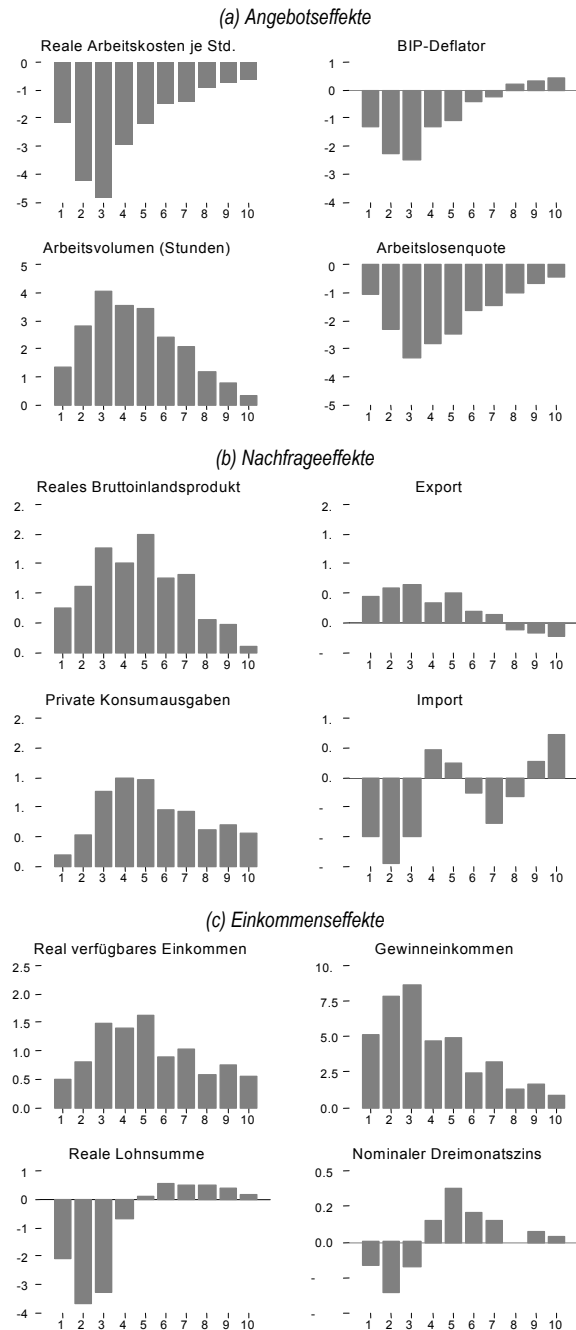 (a) Angebotseffekte
Reale Arbeitskosten je Std.
0
-1
-2
-3
-4
-5
1 2 3 4 5 6 7 8 9 10
BIP-Deflator
1
0
-1
-2
-3
-4
1 2 3 4 5 6 7 8 9 10
Arbeitsvolumen (Stunden)
5
4
3
2
1
0
1 2 3 4 5 6 7 8 9 10
Arbeitslosenquote
0
-1
-2
-3
-4
-5
1 2 3 4 5 6 7 8 9 10
(b) Nachfrageeffekte
Reales Bruttoinlandsprodukt
2.
2.
1.
1.
0.
0.
1 2 3 4 5 6 7 8 9 10
Export
2.
1.
1.
0.
0.
-
1 2 3 4 5 6 7 8 9 10
Private Konsumausgaben
2.
2.
1.
1.
0.
0.
1 2 3 4 5 6 7 8 9 10
Import
1.
0.
0.
-
-
-
1 2 3 4 5 6 7 8 9 10
(c) Einkommenseffekte
Real verfügbares Einkommen
2.5
2.0
1.5
1.0
0.5
0.0
1 2 3 4 5 6 7 8 9 10
Gewinneinkommen
10.
7.5
5.0
2.5
0.0
1 2 3 4 5 6 7 8 9 10
Reale Lohnsumme
1
0
-1
-2
-3
-4
1 2 3 4 5 6 7 8 9 10
Nominaler Dreimonatszins
0.5
0.2
0.0
-
-
1 2 3 4 5 6 7 8 9 10